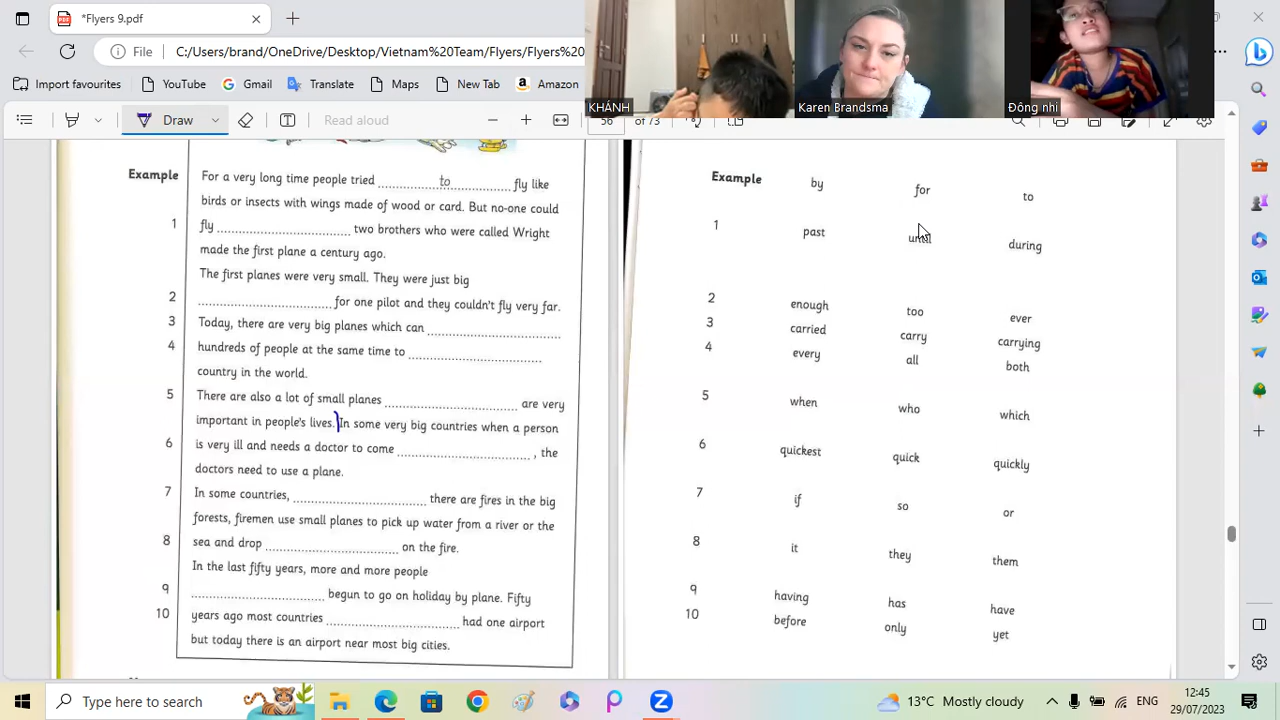 *Flyers 9.pdf
File
C:/Users/brand/OneDrive/Desktop/Vietnam%20Team/Flyers/Flyers%20
Import favourites
YouTube
Gmail
Translate
Maps
New Tab
Amazon
KHÁNH
Karen Brandsma
Đông nhi
Draw
Read aloud
56 of 73
Example For a very long time people tried to fly like
birds or insects with wings made of wood or card. But no-one could
1 fly ........ two brothers who were called Wright
made the first plane a century ago.
The first planes were very small. They were just big
2 ........ for one pilot and they couldn't fly very far.
3 Today, there are very big planes which can ........
4 hundreds of people at the same time to ........
country in the world.
5 There are also a lot of small planes ........ are very
important in people's lives. In some very big countries when a person
6 is very ill and needs a doctor to come ........ , the
doctors need to use a plane.
7 In some countries, ........ there are fires in the big
forests, firemen use small planes to pick up water from a river or the
8 sea and drop ........ on the fire.
In the last fifty years, more and more people
9 ........ begun to go on holiday by plane. Fifty
10 years ago most countries ........ had one airport
but today there is an airport near most big cities.
Example by for to
1 past until during
2 enough too ever
3 carried carry carrying
4 every all both
5 when who which
6 quickest quick quickly
7 if so or
8 it they them
9 having has have
10 before only yet
Type here to search
13°C Mostly cloudy
ENG
12:45
29/07/2023